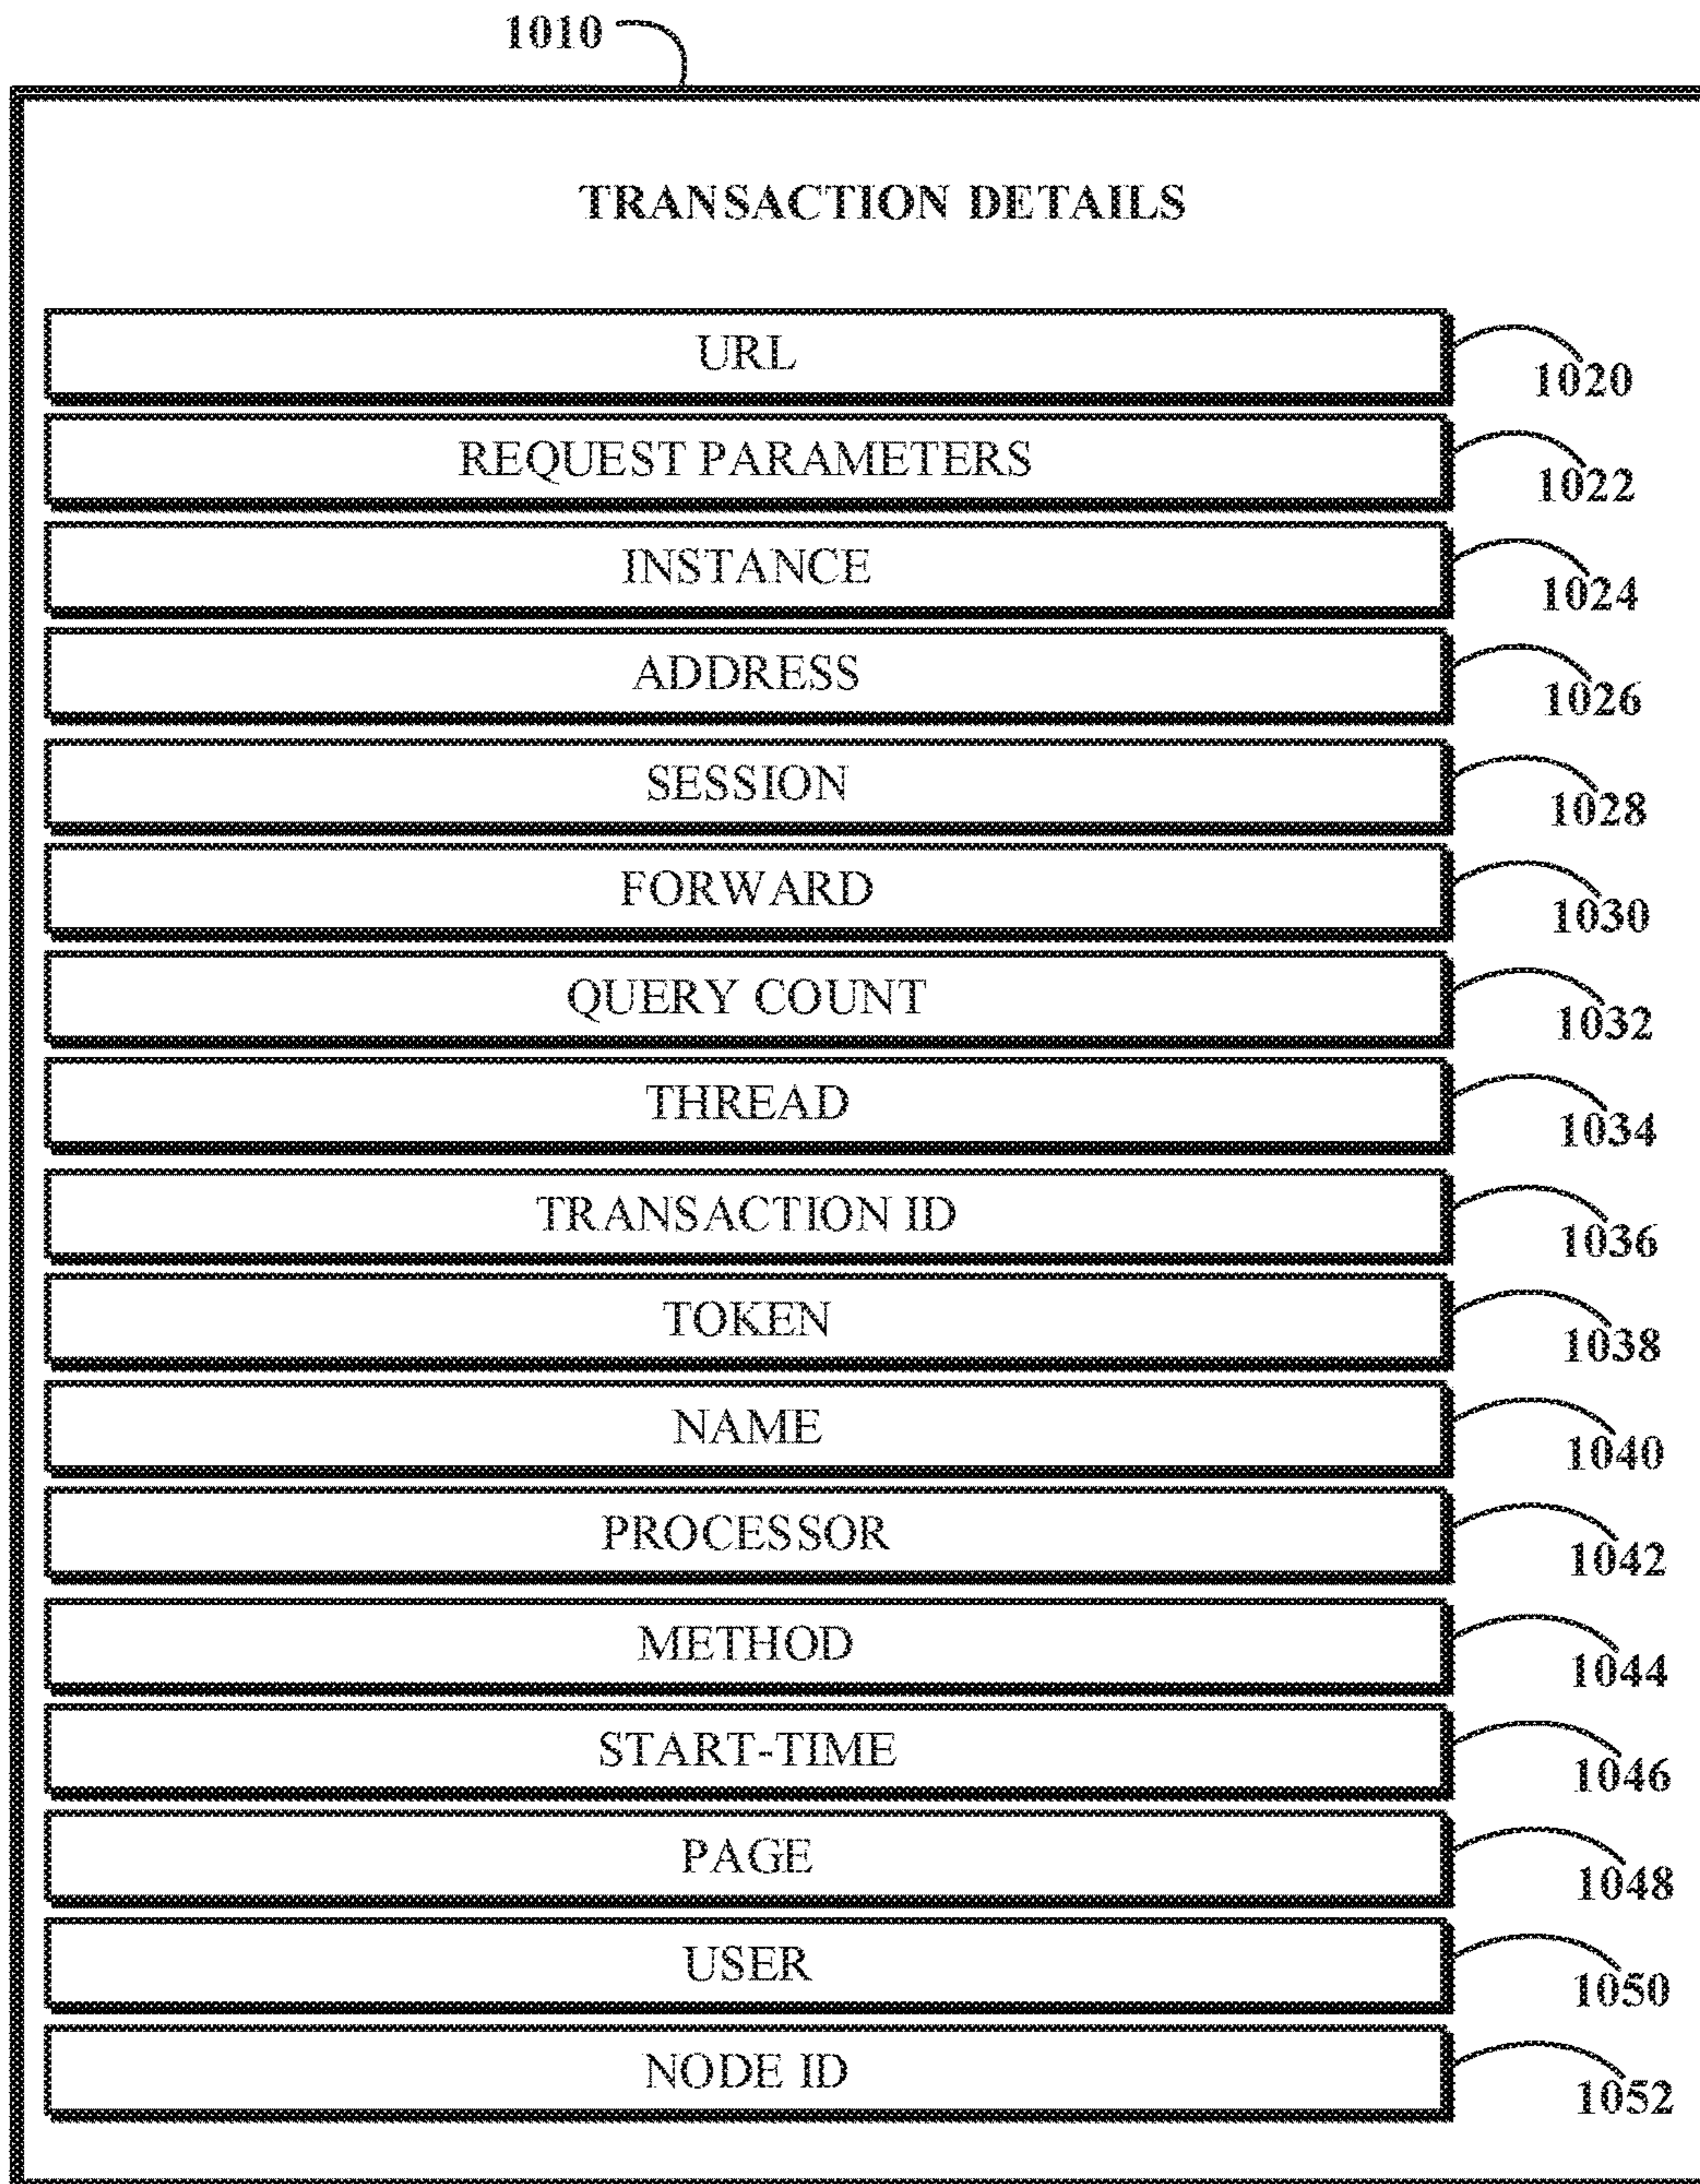 1010
TRANSACTION DETAILS
URL
1020
REQUEST PARAMETERS
1022
INSTANCE
1024
ADDRESS
1026
SESSION
1028
FORWARD
1030
QUERY COUNT
1032
THREAD
1034
TRANSACTION ID
1036
TOKEN
1038
NAME
1040
PROCESSOR
1042
METHOD
1044
START-TIME
1046
PAGE
1048
USER
1050
NODE ID
1052